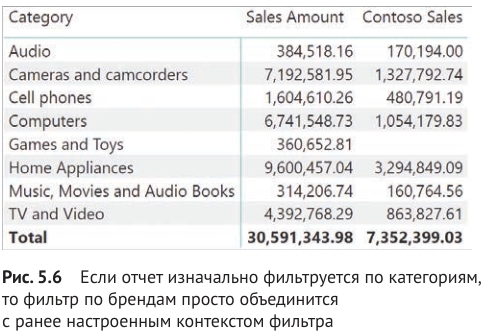 Category Sales Amount Contoso Sales
Audio 384,518.16 170,194.00
Cameras and camcorders 7,192,581.95 1,327,792.74
Cell phones 1,604,610.26 480,791.19
Computers 6,741,548.73 1,054,179.83
Games and Toys 360,652.81
Home Appliances 9,600,457.04 3,294,849.09
Music, Movies and Audio Books 314,206.74 160,764.56
TV and Video 4,392,768.29 863,827.61
Total 30,591,343.98 7,352,399.03
Рис. 5.6 Если отчет изначально фильтруется по категориям,
то фильтр по брендам просто объединится
с ранее настроенным контекстом фильтра